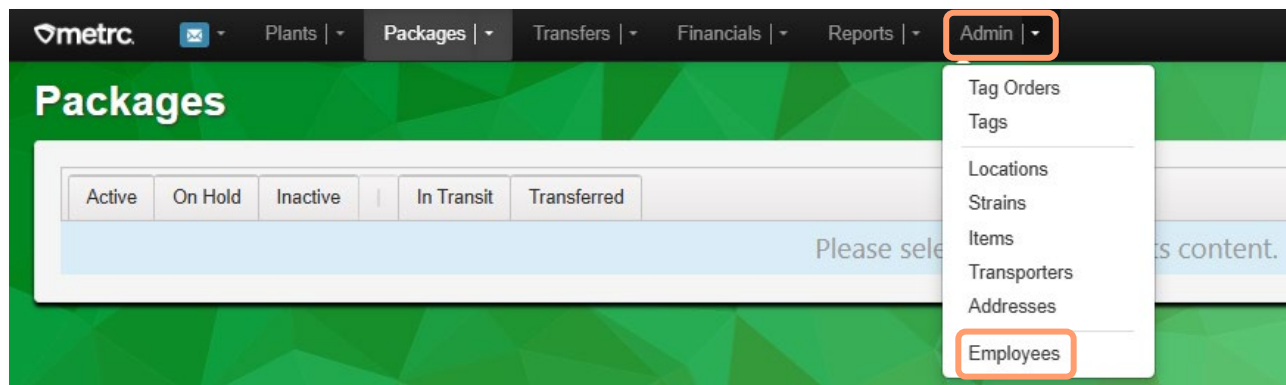 metrc.
Plants | Packages | Transfers | Financials | Reports | Admin |
Packages
Tag Orders
Tags
Locations
Strains
Items
Transporters
Addresses
Employees
Active On Hold Inactive | In Transit Transferred
Please sele
s content.